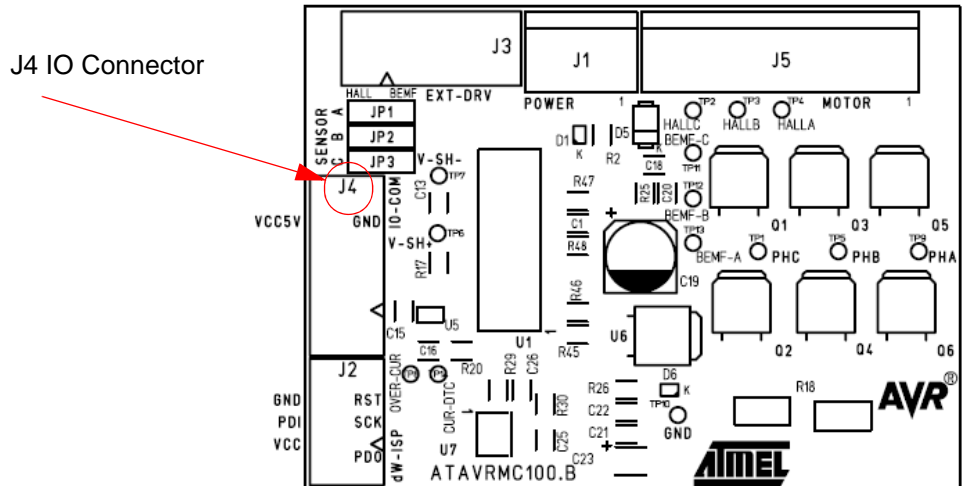 J4 IO Connector
J3
J1
J5
HALL BEMF EXT-DRV
POWER 1
MOTOR 1
SENSOR
A JP1
B JP2
C JP3
TP2 TP3 TP4
HALLC HALLB HALLA
D1 K
R2
D5 K
BEMF-C
TP11
C18
V-SH-
TP7
J4
IO-COM
C13
R47
R25
C20
TP12
BEMF-B
Q1 Q3 Q5
VCC5V GND
V-SH+
TP6
C1
+
R48
TP13
BEMF-A
TP1 PHC
TP5 PHB
TP9 PHA
R17
C19
R46
C15
U5
U1
1
U6
C16
R20
R45
Q2 Q4 Q6
J2
OVER-CUR
R29
C26
D6
K
R26
R18
AVR®
GND RST
PDI SCK
VCC PDO
dW-ISP
CUR-DTC
1
R30
C22
TP10
GND
C21
U7
C25
C23
+
ATAVRMC100.B
ATMEL